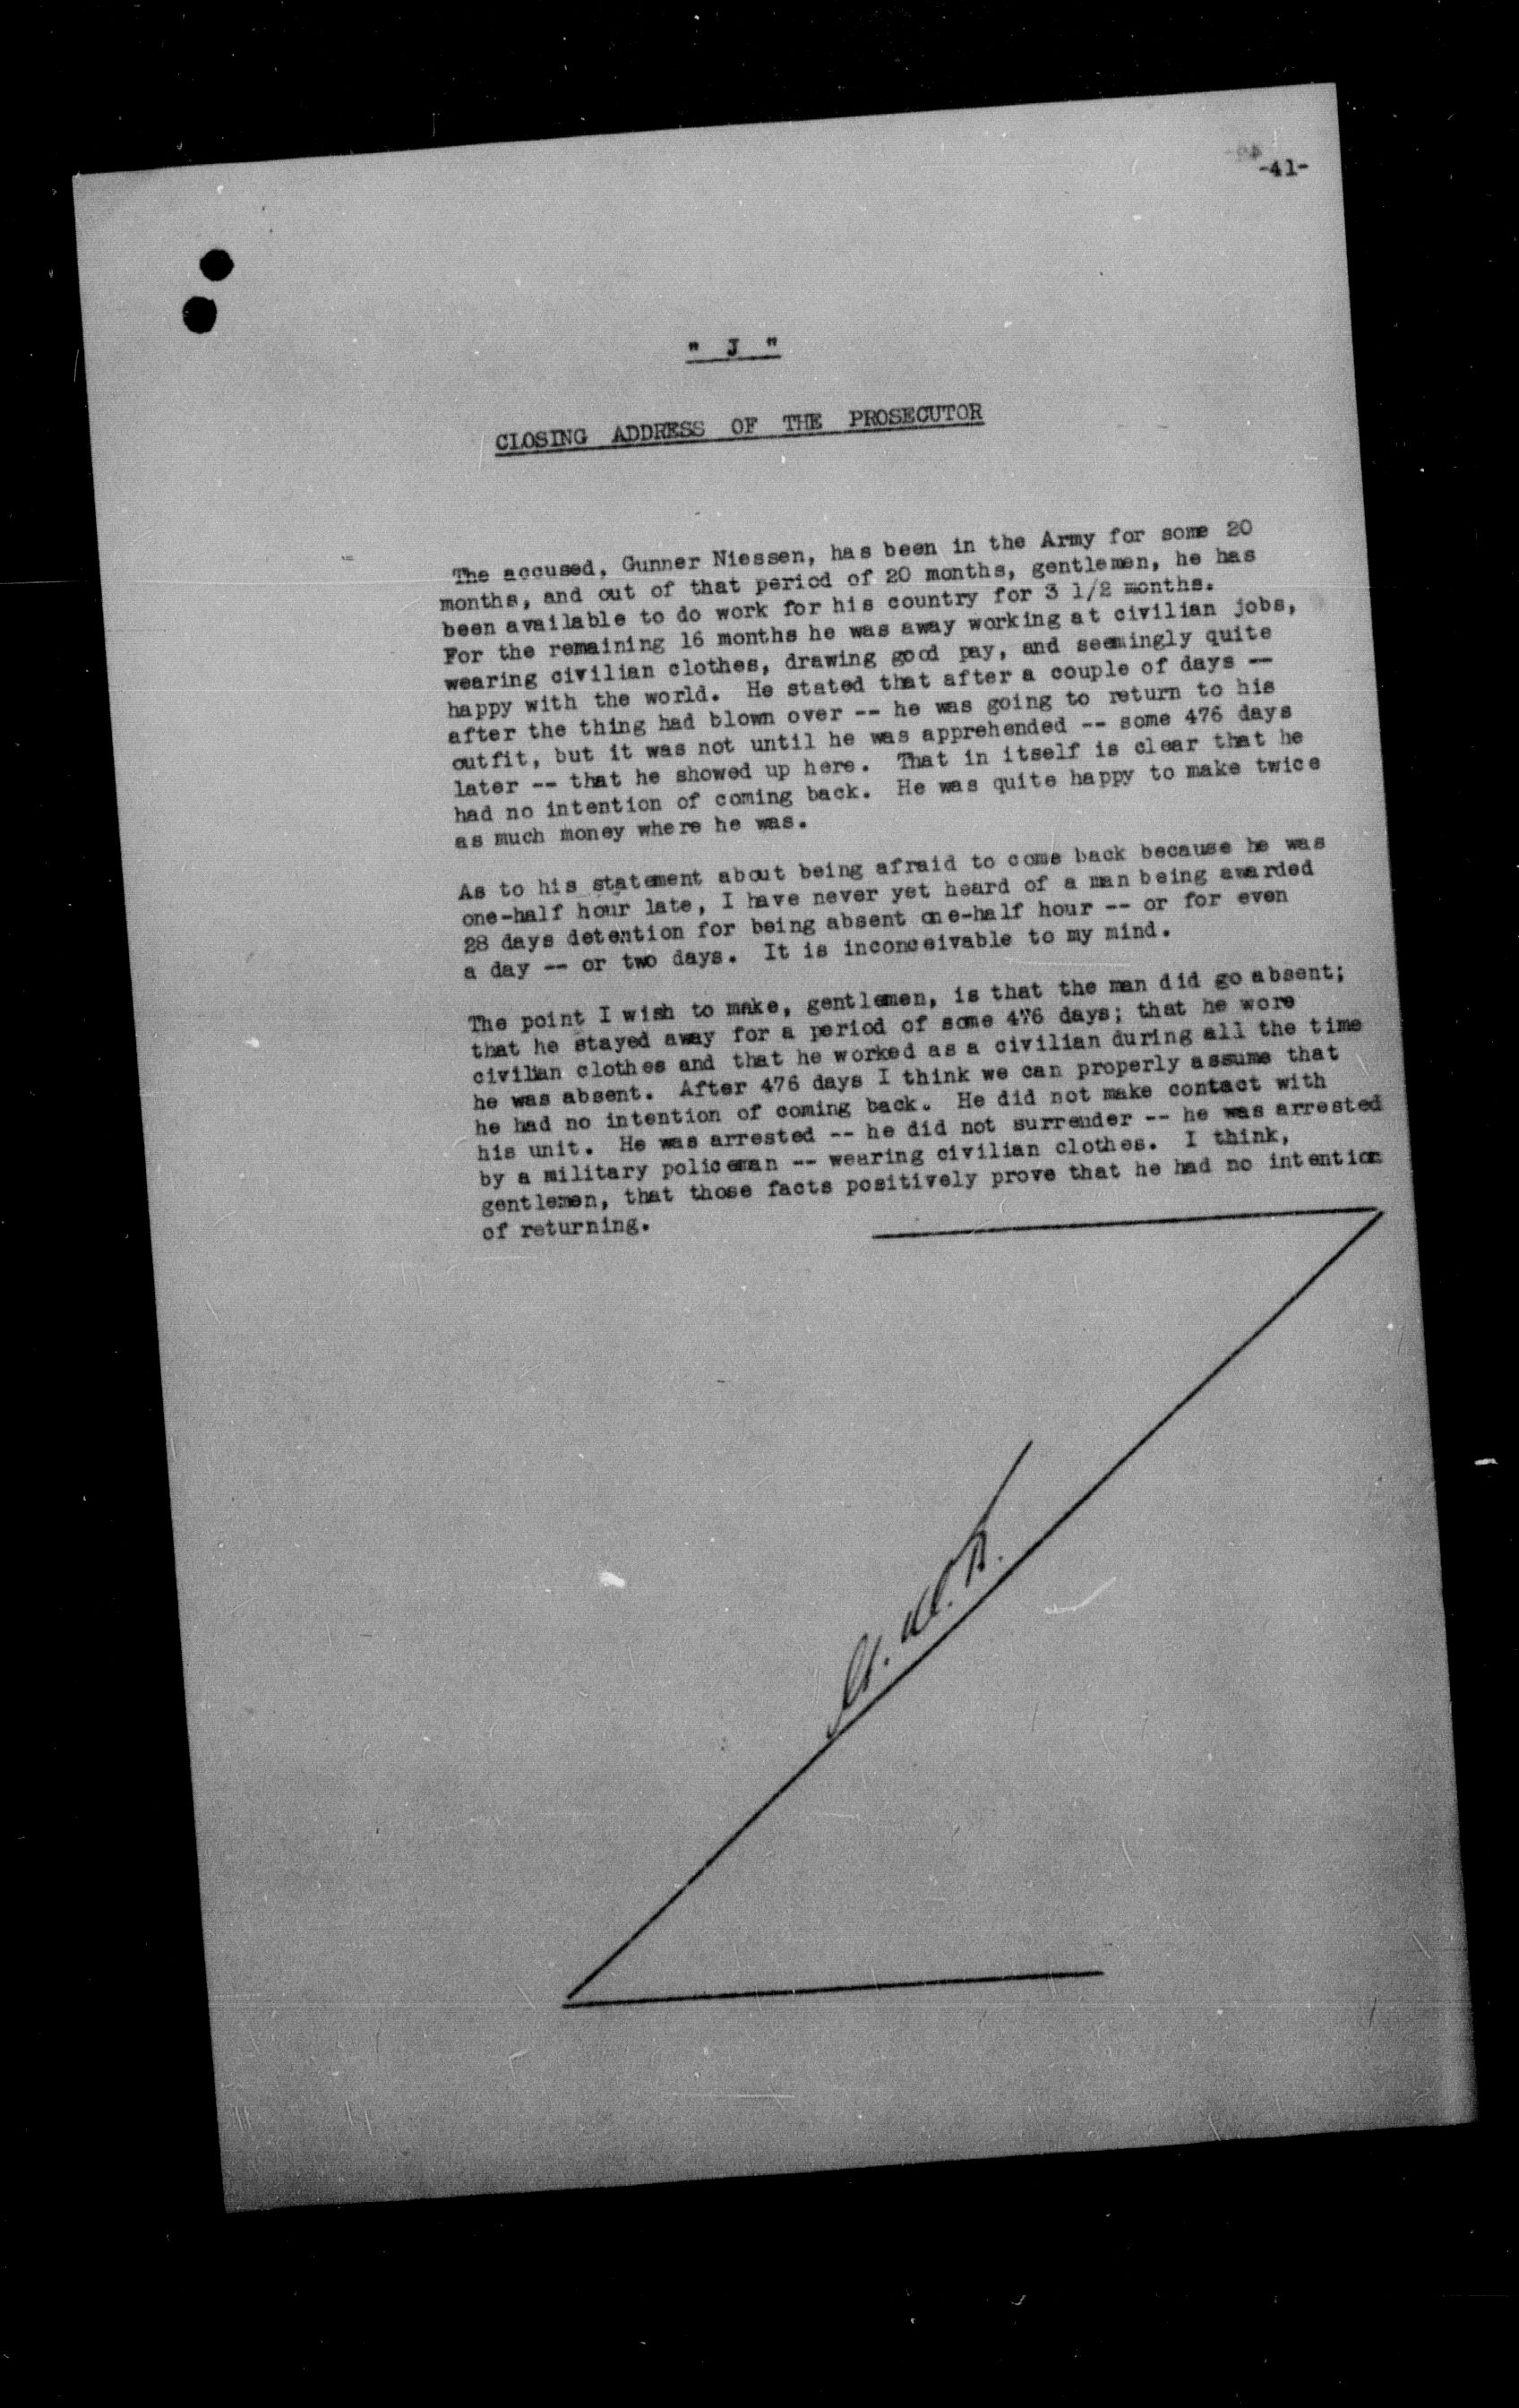 -41-
" J "
CLOSING ADDRESS OF THE PROSECUTOR
The accused, Gunner Niessen, has been in the Army for some 20
months, and out of that period of 20 months, gentlemen, he has
been available to do work for his country for 3 1/2 months.
For the remaining 16 months he was away working at civilian jobs,
wearing civilian clothes, drawing good pay, and seemingly quite
happy with the world. He stated that after a couple of days --
after the thing had blown over -- he was going to return to his
outfit, but it was not until he was apprehended -- some 476 days
later -- that he showed up here. That in itself is clear that he
had no intention of coming back. He was quite happy to make twice
as much money where he was.
As to his statement about being afraid to come back because he was
one-half hour late, I have never yet heard of a man being awarded
28 days detention for being absent one-half hour -- or for even
a day -- or two days. It is inconceivable to my mind.
The point I wish to make, gentlemen, is that the man did go absent;
that he stayed away for a period of some 476 days; that he wore
civilian clothes and that he worked as a civilian during all the time
he was absent. After 476 days I think we can properly assume that
he had no intention of coming back. He did not make contact with
his unit. He was arrested -- he did not surrender -- he was arrested
by a military policeman -- wearing civilian clothes. I think,
gentlemen, that those facts positively prove that he had no intention
of returning.